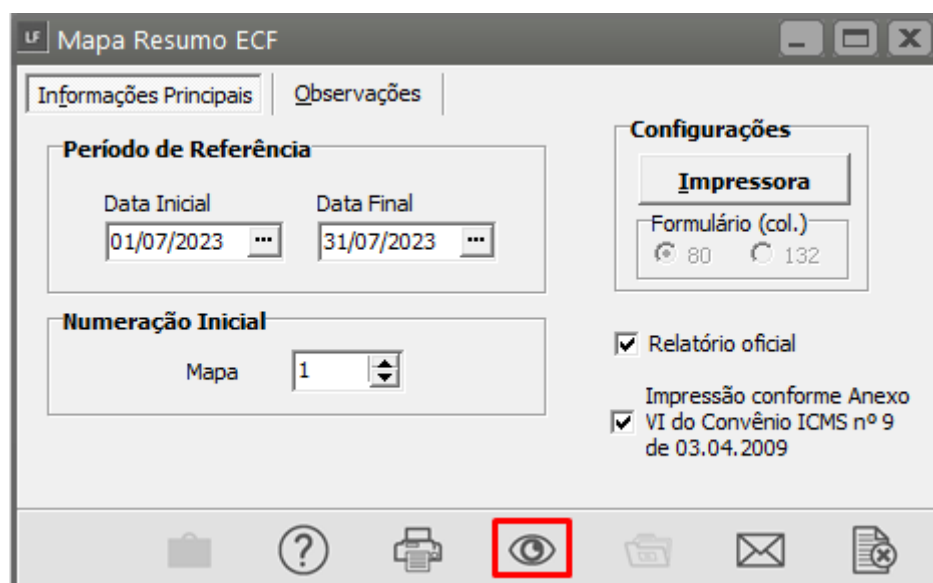 LF Mapa Resumo ECF
Informações Principais
Observações
Período de Referência
Data Inicial
Data Final
01/07/2023 ...
31/07/2023 ...
Numeração Inicial
Mapa
1
Configurações
Impressora
Formulário (col.)
80
132
Relatório oficial
Impressão conforme Anexo
VI do Convênio ICMS nº 9
de 03.04.2009
?